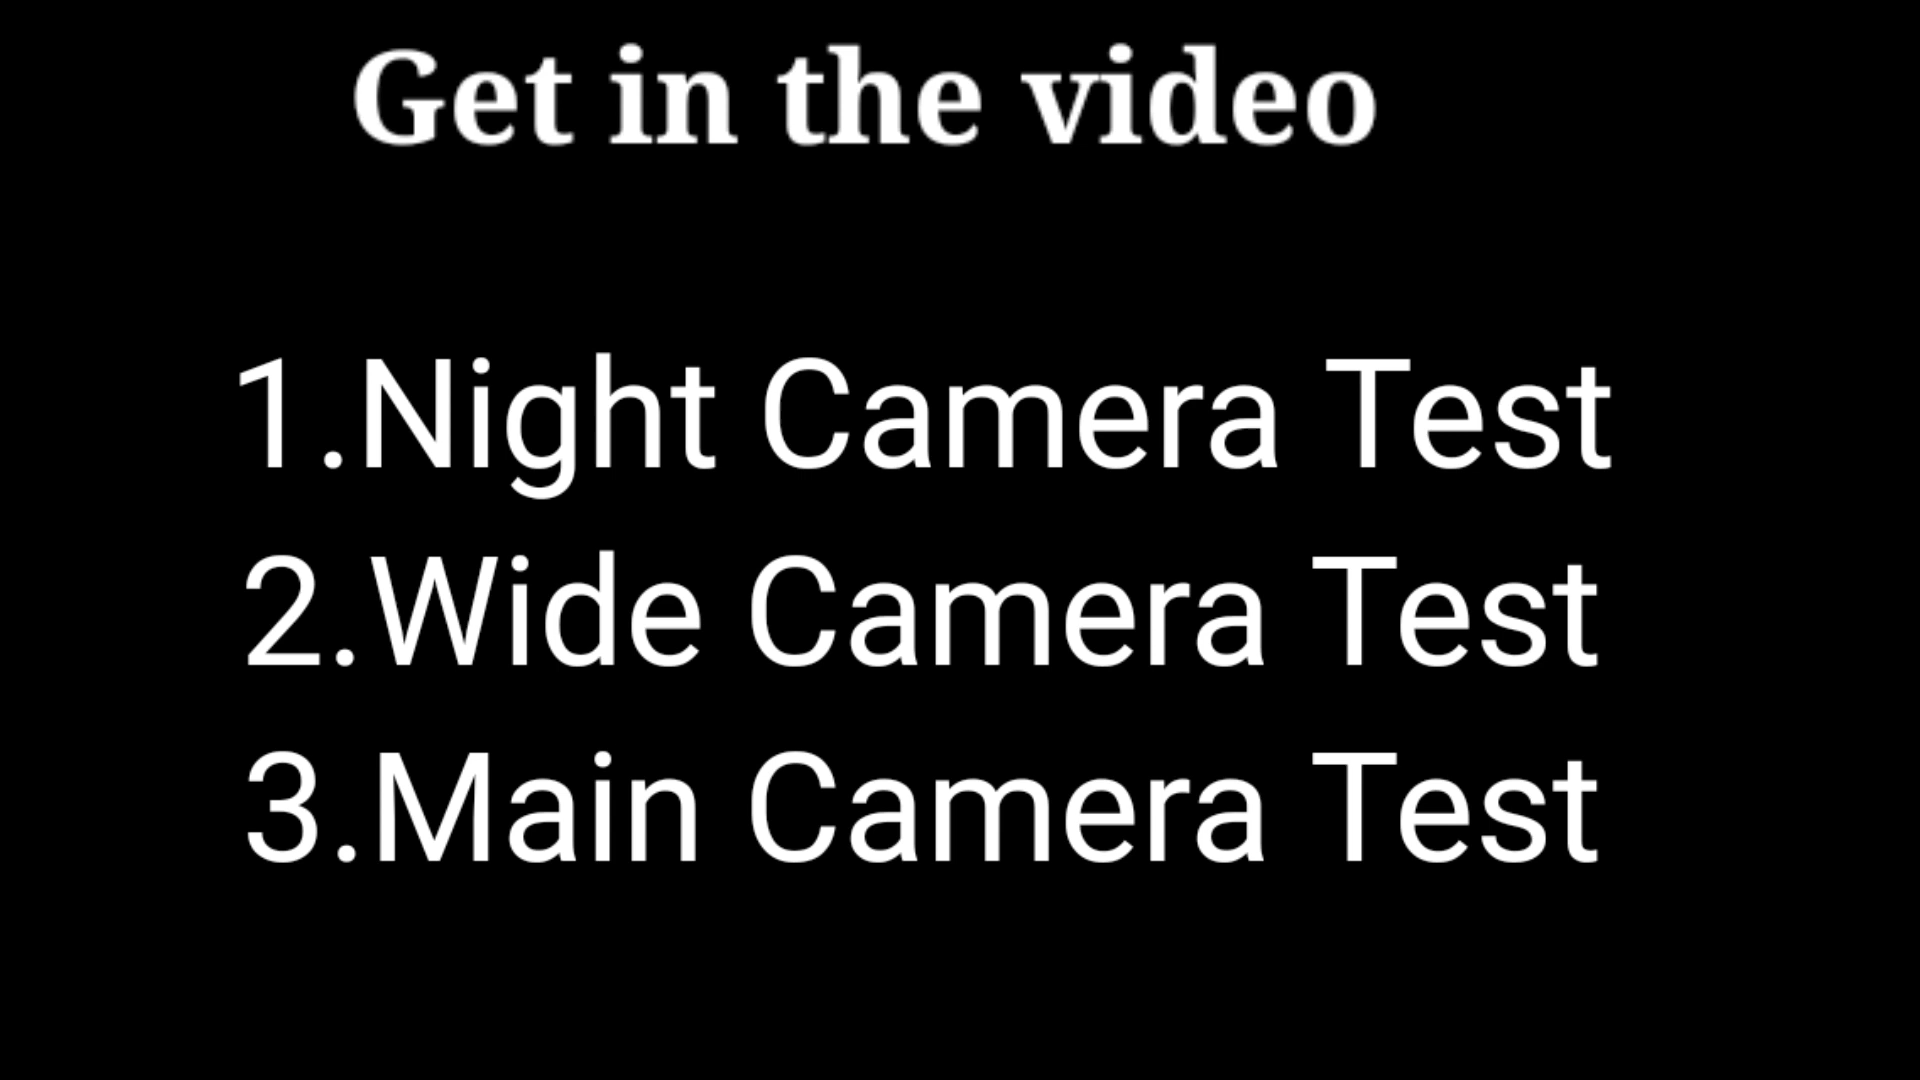 Get in the video
1.Night Camera Test
2.Wide Camera Test
3.Main Camera Test